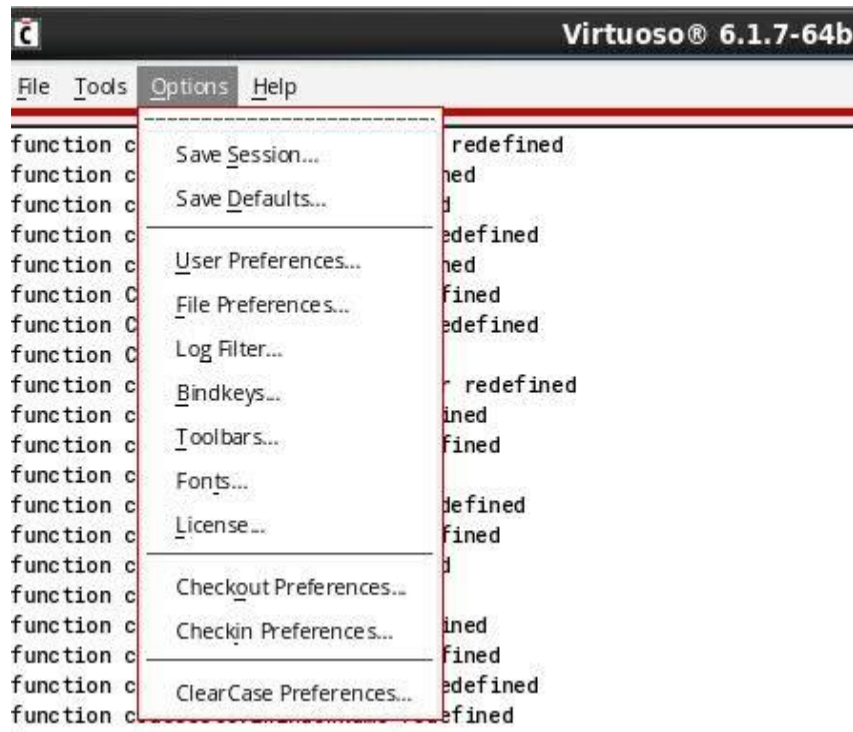 Virtuoso® 6.1.7-64b
File Tools Options Help
function c redefined
Save Session...
function c ned
function c d
Save Defaults...
function c edefined
function c ned
User Preferences...
function C fined
File Preferences...
function C edefined
function C
Log Filter...
function c r redefined
Bindkeys...
function c ined
function c fined
Toolbars...
function c
Fonts...
function c defined
function c fined
License...
function c d
function c
Checkout Preferences...
function c ined
Checkin Preferences...
function c fined
function c edefined
ClearCase Preferences...
function c efined